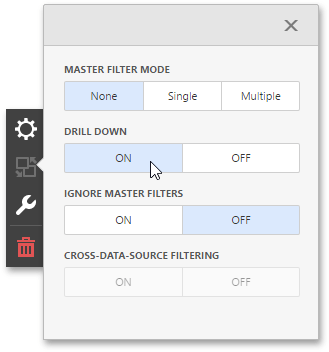 MASTER FILTER MODE
None Single Multiple
DRILL DOWN
ON OFF
IGNORE MASTER FILTERS
ON OFF
CROSS-DATA-SOURCE FILTERING
ON OFF